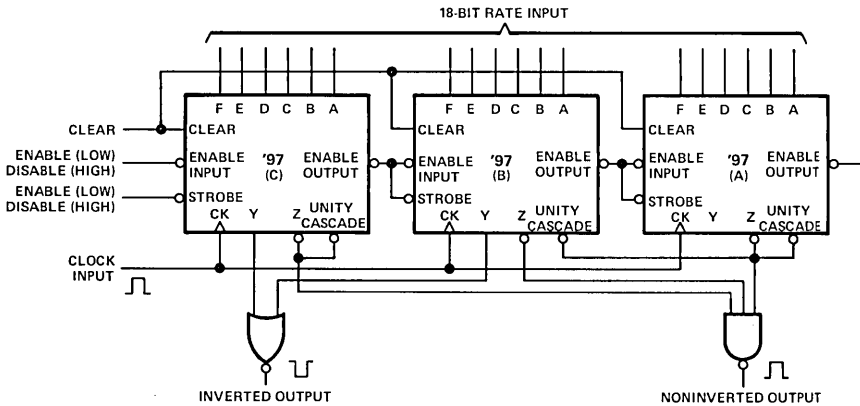 18-BIT RATE INPUT
F E D C B A
F E D C B A
F E D C B A
CLEAR
CLEAR
CLEAR
CLEAR
ENABLE (LOW)
DISABLE (HIGH)
ENABLE
INPUT
'97
(C)
ENABLE
OUTPUT
ENABLE
INPUT
'97
(B)
ENABLE
OUTPUT
ENABLE
INPUT
'97
(A)
ENABLE
OUTPUT
ENABLE (LOW)
DISABLE (HIGH)
STROBE
STROBE
STROBE
CK Y Z UNITY
CASCADE
CK Y Z UNITY
CASCADE
CK Y Z UNITY
CASCADE
CLOCK
INPUT
INVERTED OUTPUT
NONINVERTED OUTPUT